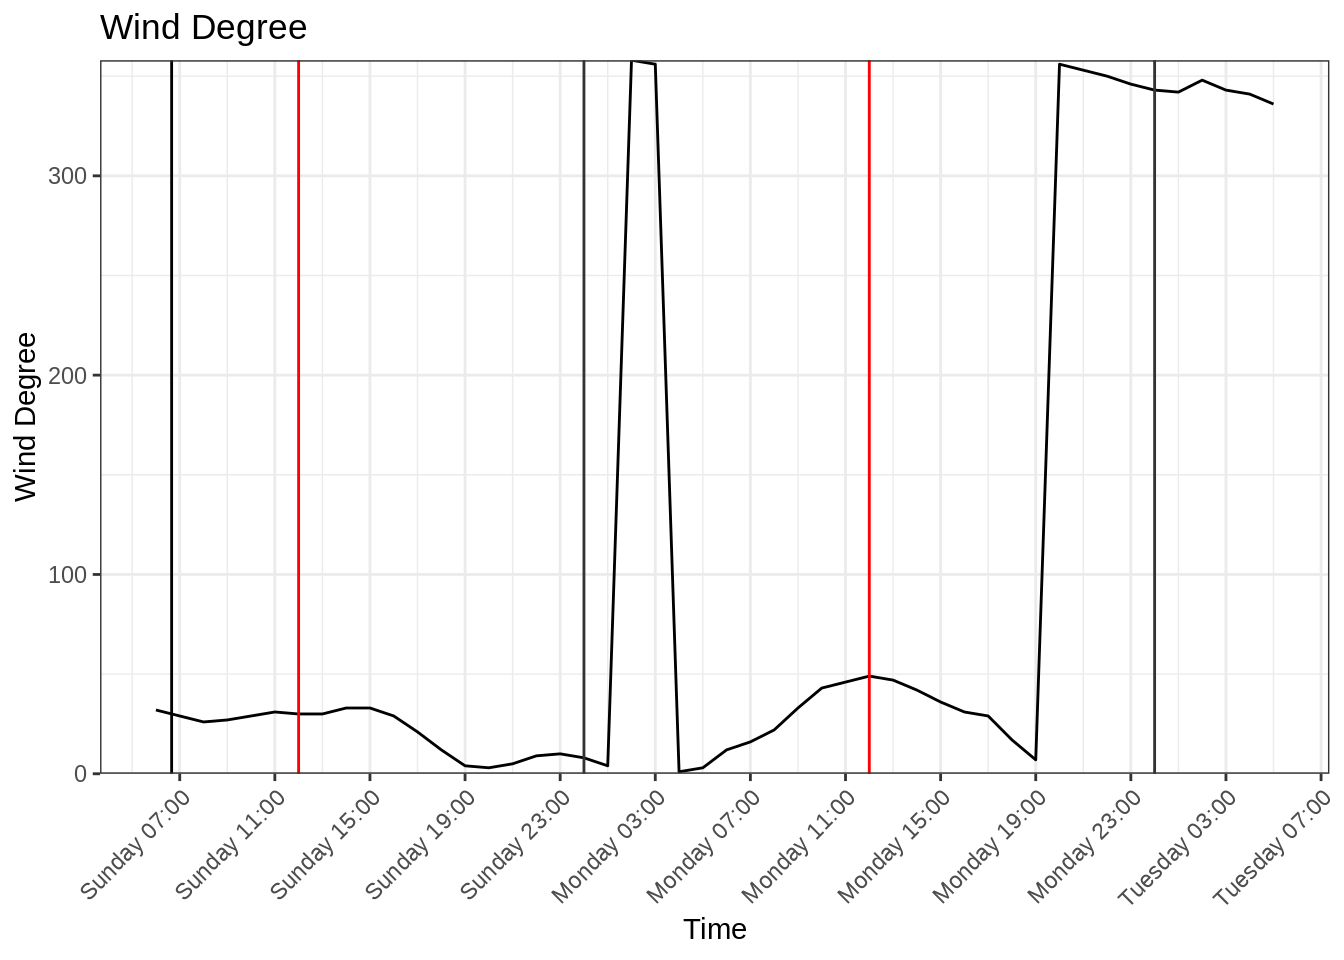 Wind Degree
Wind Degree
300
200
100
0
Sunday 07:00
Sunday 11:00
Sunday 15:00
Sunday 19:00
Sunday 23:00
Monday 03:00
Monday 07:00
Monday 11:00
Monday 15:00
Monday 19:00
Monday 23:00
Tuesday 03:00
Tuesday 07:00
Time